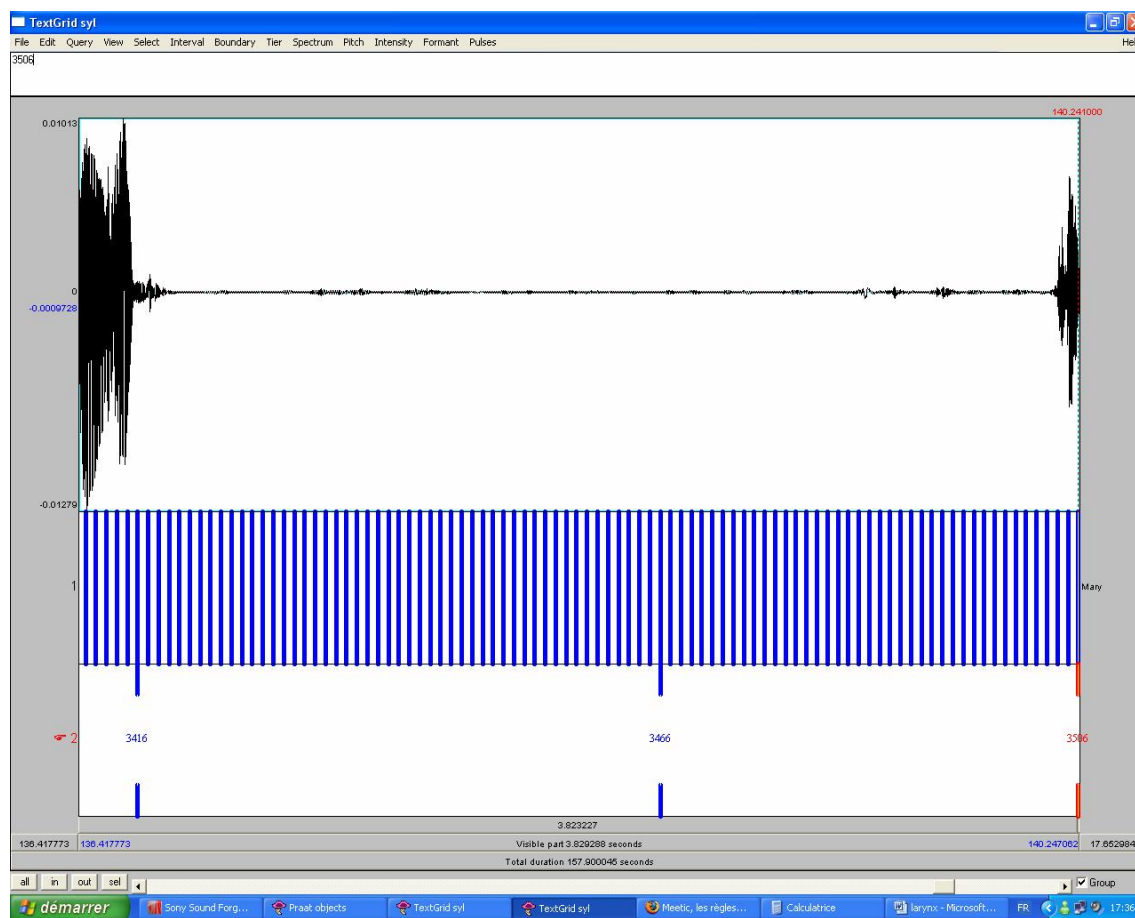 TextGrid syl
File Edit Query View Select Interval Boundary Tier Spectrum Pitch Intensity Formant Pulses Hel
3506
140.241000
0.01013
0
-0.0009728
-0.01279
1 Mary
2 3416 3466 3506
3.823227
136.417773 136.417773 Visible part 3.829288 seconds 140.247062 17.652984
Total duration 157.900046 seconds
all in out sel Group
démarrer Sony Sound Forg... Praat objects TextGrid syl TextGrid syl Meetic, les règles... Calculatrice larynx - Microsoft... FR 17:36